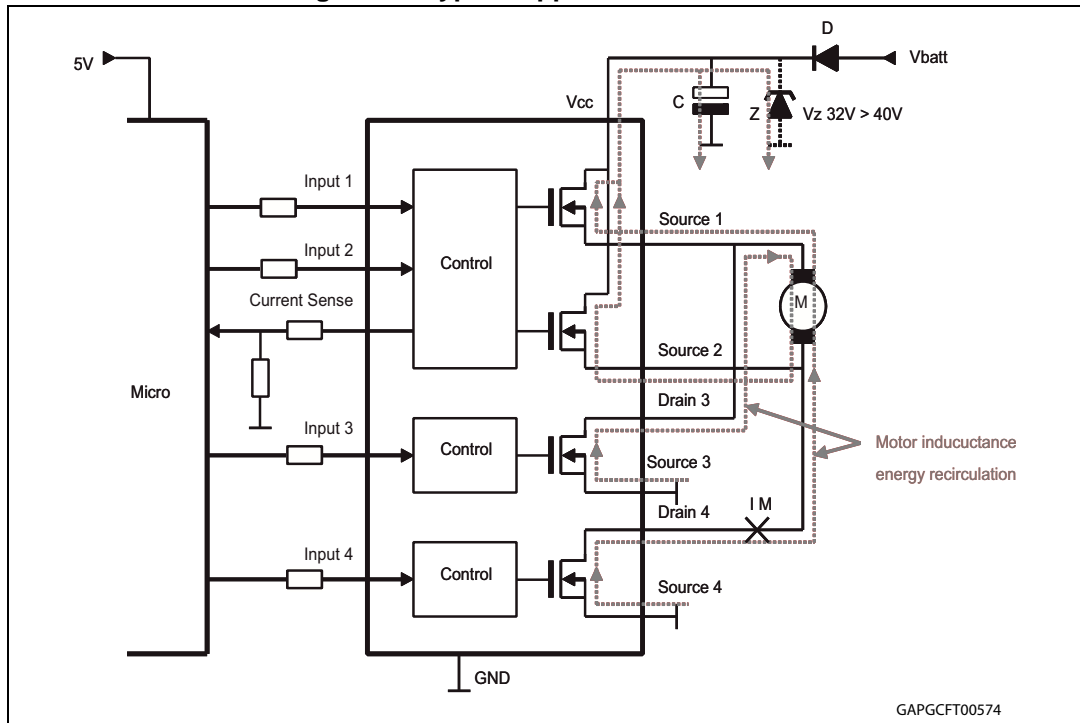 D
5V
Vbatt
Vcc
C
Z
Vz 32V > 40V
Input 1
Source 1
Input 2
Control
Current Sense
M
Source 2
Micro
Drain 3
Input 3
Motor inducuctance
energy recirculation
Control
Source 3
I M
Drain 4
Input 4
Control
Source 4
GND
GAPGCFT00574